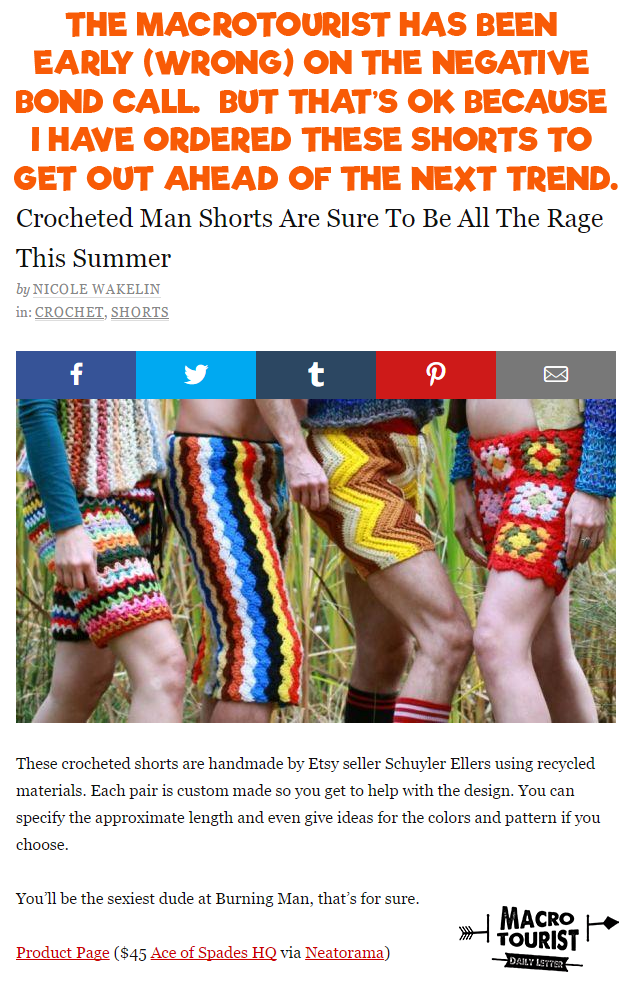 THE MACROTOURIST HAS BEEN
EARLY (WRONG) ON THE NEGATIVE
BOND CALL. BUT THAT'S OK BECAUSE
I HAVE ORDERED THESE SHORTS TO
GET OUT AHEAD OF THE NEXT TREND.
Crocheted Man Shorts Are Sure To Be All The Rage
This Summer
by NICOLE WAKELIN
in: CROCHET, SHORTS
These crocheted shorts are handmade by Etsy seller Schuyler Ellers using recycled
materials. Each pair is custom made so you get to help with the design. You can
specify the approximate length and even give ideas for the colors and pattern if you
choose.
You'll be the sexiest dude at Burning Man, that's for sure.
Product Page ($45 Ace of Spades HQ via Neatorama)
MACRO
TOURIST
DAILY LETTER